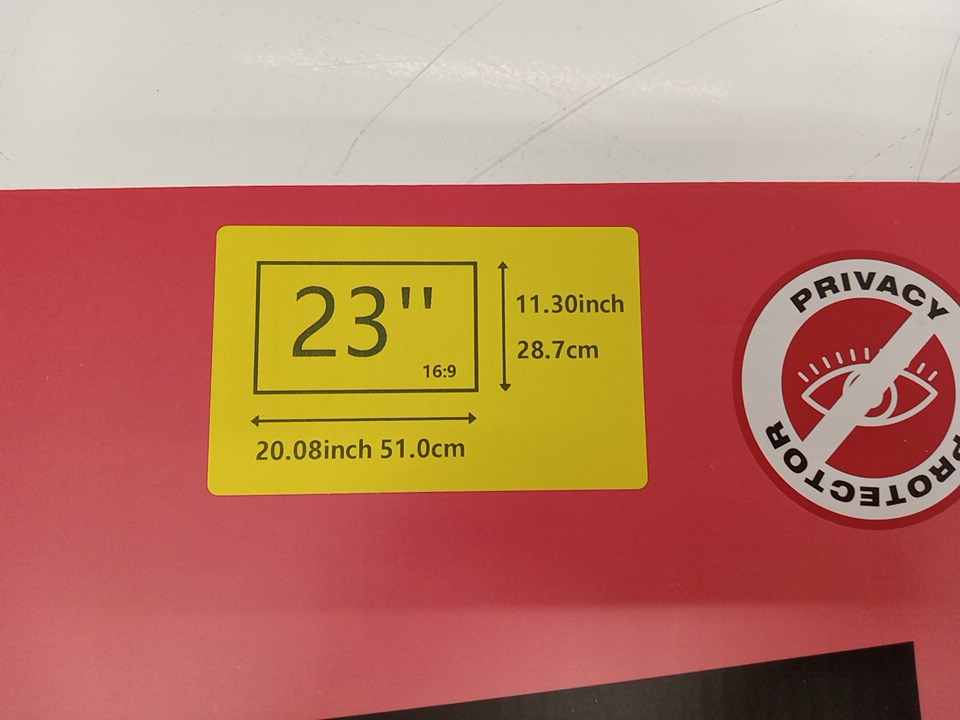 23''
16:9
11.30inch
28.7cm
20.08inch 51.0cm
PRIVACY
PROTECTOR